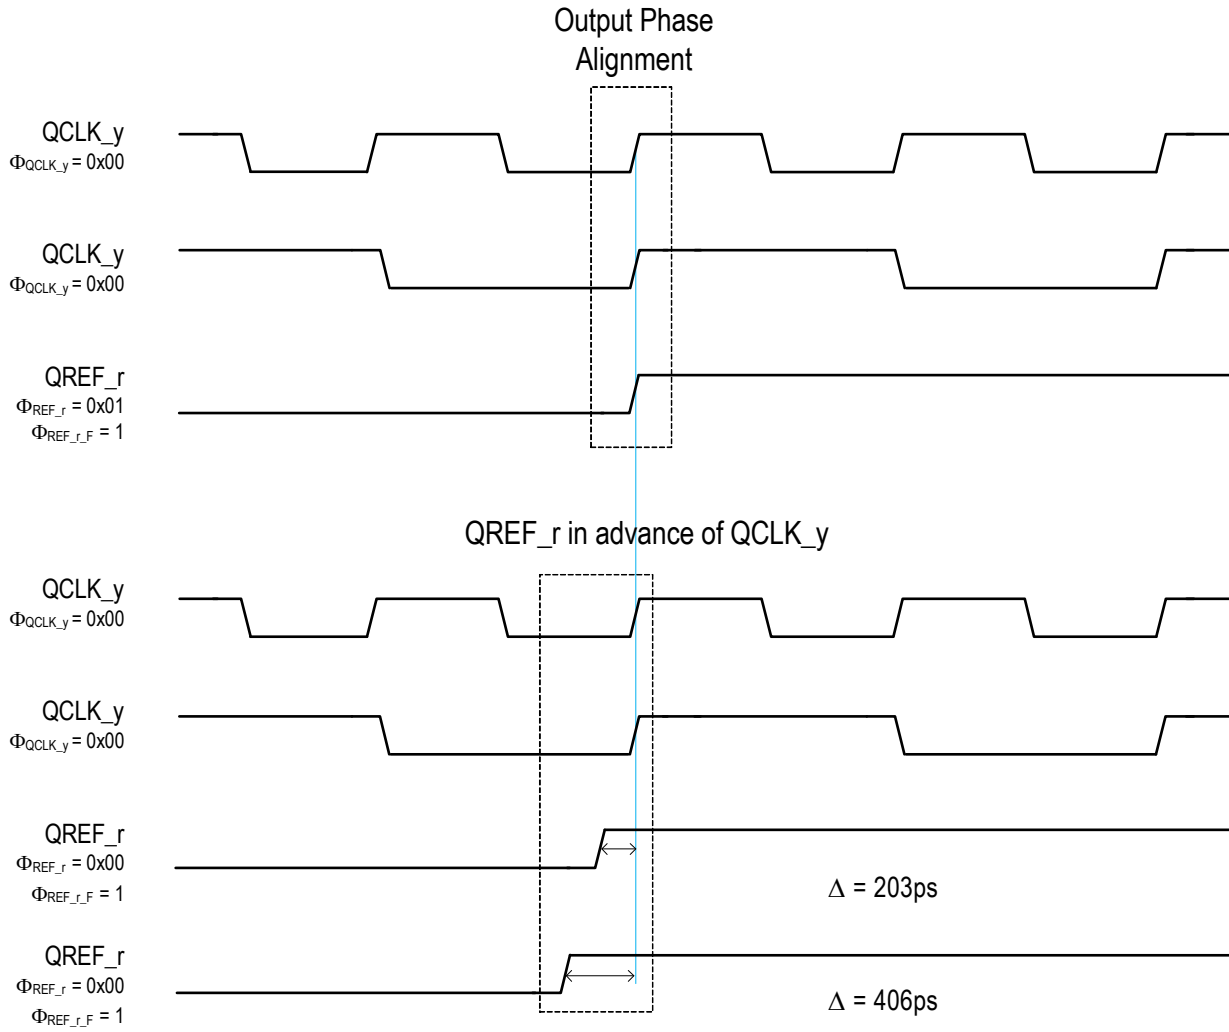 Output Phase
Alignment
QCLK_y
ΦQCLK_y = 0x00
QCLK_y
ΦQCLK_y = 0x00
QREF_r
ΦREF_r = 0x01
ΦREF_r_F = 1
QREF_r in advance of QCLK_y
QCLK_y
ΦQCLK_y = 0x00
QCLK_y
ΦQCLK_y = 0x00
QREF_r
ΦREF_r = 0x00
ΦREF_r_F = 1
Δ = 203ps
QREF_r
ΦREF_r = 0x00
ΦREF_r_F = 1
Δ = 406ps